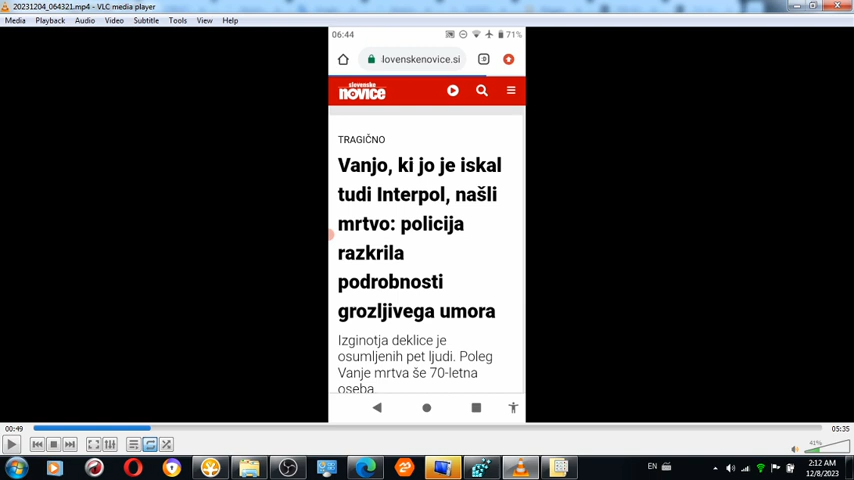 20231204_064321.mp4 - VLC media player
Media Playback Audio Video Subtitle Tools View Help
06:44 71%
lovenskenovice.si :D
slovenske
novice
TRAGIČNO
Vanjo, ki jo je iskal
tudi Interpol, našli
mrtvo: policija
razkrila
podrobnosti
grozljivega umora
Izginotja deklice je
osumljenih pet ljudi. Poleg
Vanje mrtva še 70-letna
oseba
00:49 05:35
41%
EN
2:12 AM
12/8/2023